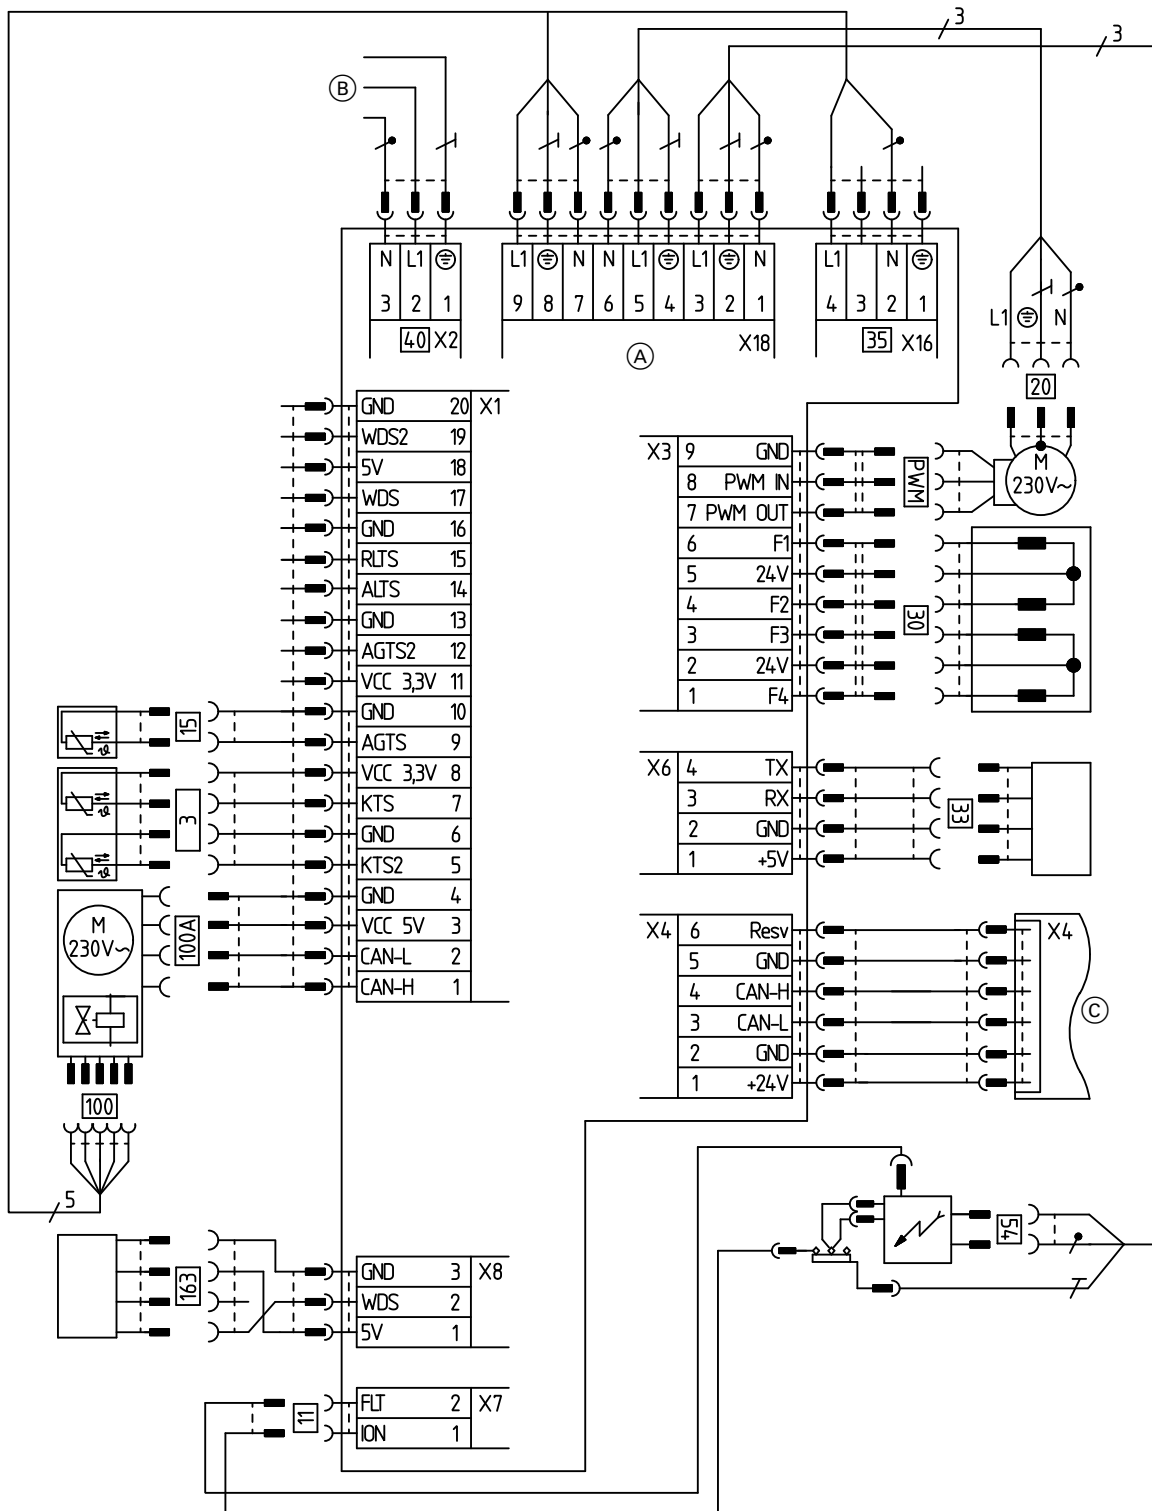 3
3
B
N L1
3 2 1
40 X2
L1 N N L1 L1 N
9 8 7 6 5 4 3 2 1
X18
A
L1 N
4 3 2 1
35 X16
L1 N
20
M
230V~
GND 20 X1
WDS2 19
5V 18
WDS 17
GND 16
RLTS 15
ALTS 14
GND 13
AGTS2 12
VCC 3,3V 11
GND 10
AGTS 9
VCC 3,3V 8
KTS 7
GND 6
KTS2 5
GND 4
VCC 5V 3
CAN-L 2
CAN-H 1
15
ϑ
3
ϑ
ϑ
100A
M
230V~
100
5
X3 9 GND
8 PWM IN
7 PWM OUT
6 F1
5 24V
4 F2
3 F3
2 24V
1 F4
PWM
30
X6 4 TX
3 RX
2 GND
1 +5V
33
X4 6 Resv
5 GND
4 CAN-H
3 CAN-L
2 GND
1 +24V
X4
C
54
163
GND 3 X8
WDS 2
5V 1
11
FLT 2 X7
ION 1